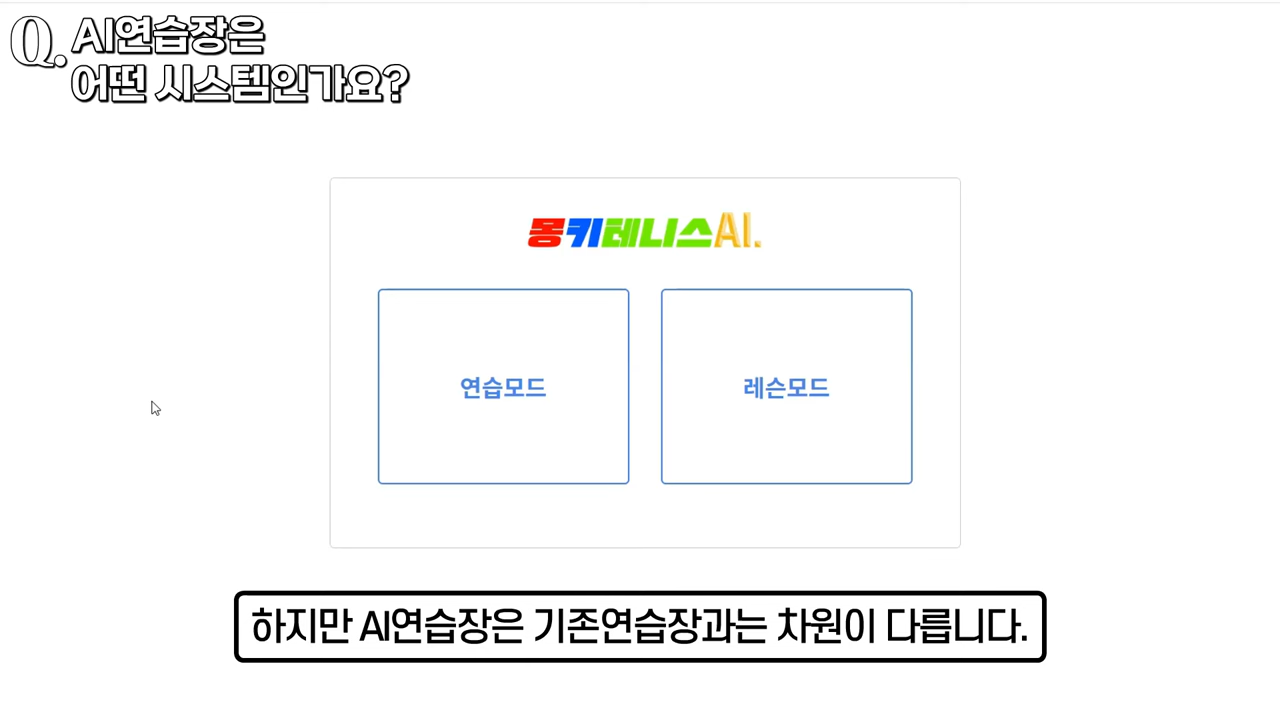 Q. AI연습장은
어떤 시스템인가요?
몽키테니스AI.
연습모드
레슨모드
하지만 AI연습장은 기존연습장과는 차원이 다릅니다.